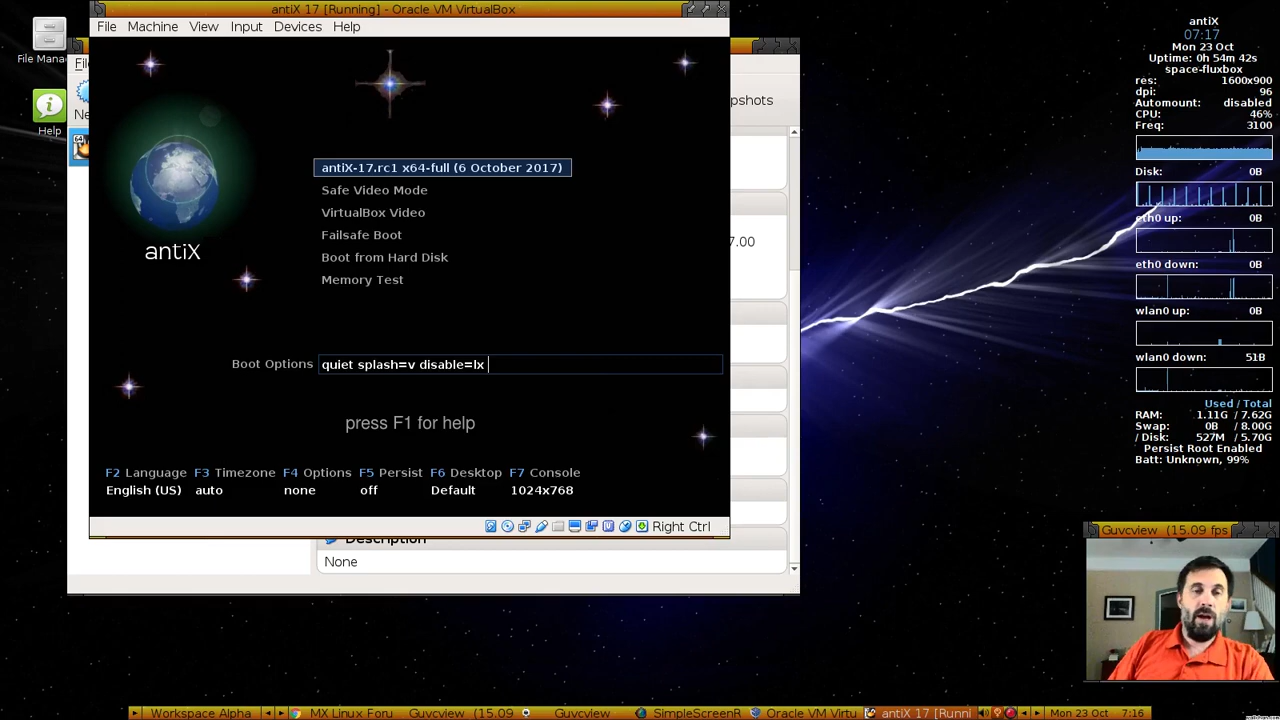 antiX 17 [Running] - Oracle VM VirtualBox
File Machine View Input Devices Help
File Mana
Help
Fil
Ne
pshots
7.00
antiX
antiX-17.rc1 x64-full (6 October 2017)
Safe Video Mode
VirtualBox Video
Failsafe Boot
Boot from Hard Disk
Memory Test
Boot Options quiet splash=v disable=lx
press F1 for help
F2 Language F3 Timezone F4 Options F5 Persist F6 Desktop F7 Console
English (US) auto none off Default 1024x768
Right Ctrl
Description
None
antiX
07:17
Mon 23 Oct
Uptime: 0h 54m 42s
space-fluxbox
res: 1600x900
dpi: 96
Automount: disabled
CPU: 46%
Freq: 3100
Disk: 0B
eth0 up: 0B
eth0 down: 0B
wlan0 up: 0B
wlan0 down: 51B
Used / Total
RAM: 1.11G / 7.62G
Swap: 0B / 8.00G
/ Disk: 527M / 5.70G
Persist Root Enabled
Batt: Unknown, 99%
Guvcview (15.09 fps
Workspace Alpha MX Linux Foru Guvcview (15.09 Guvcview SimpleScreenR Oracle VM Virtu antiX 17 [Runni Mon 23 Oct 7:16